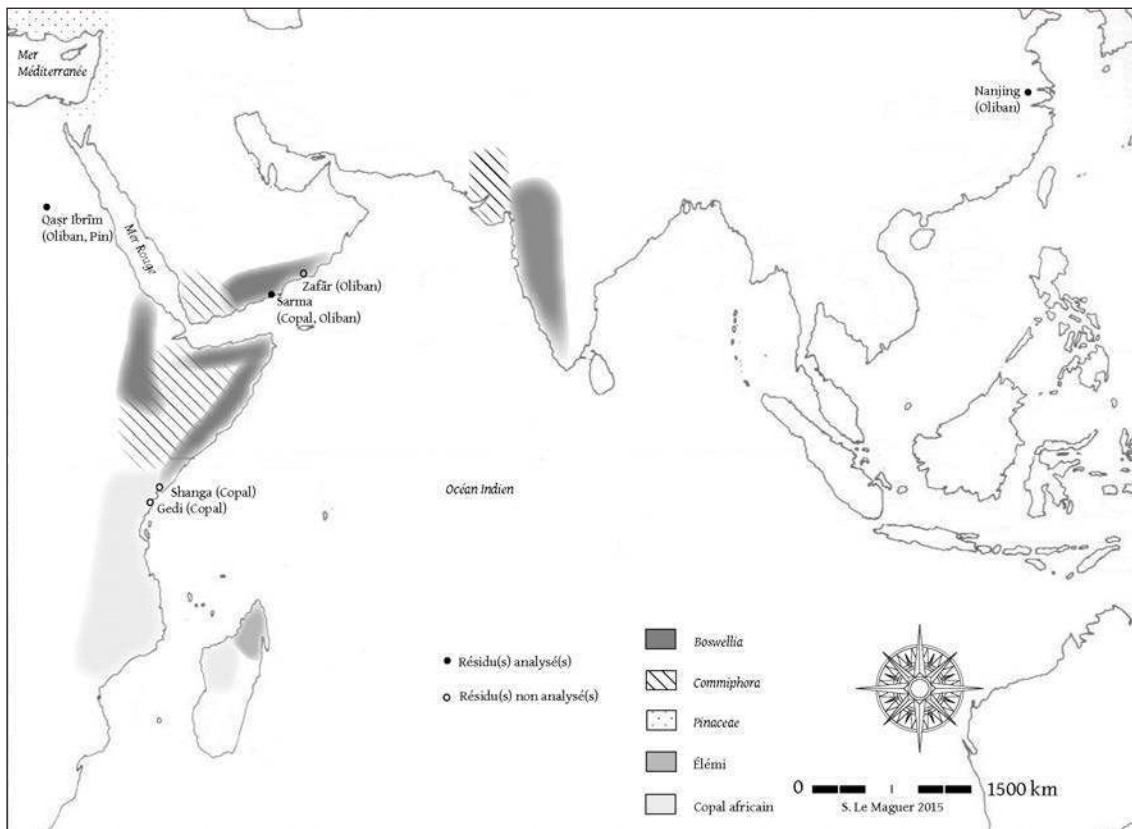 Mer
Méditerranée
Nanjing
(Oliban)
Qaṣr Ibrîm
(Oliban, Pin)
Mer Rouge
Zafār (Oliban)
Šarma
(Copal, Oliban)
Shanga (Copal)
Gedi (Copal)
Océan Indien
Résidu(s) analysé(s)
Résidu(s) non analysé(s)
Boswellia
Commiphora
Pinaceae
Élémi
Copal africain
0 1500 km
S. Le Maguer 2015